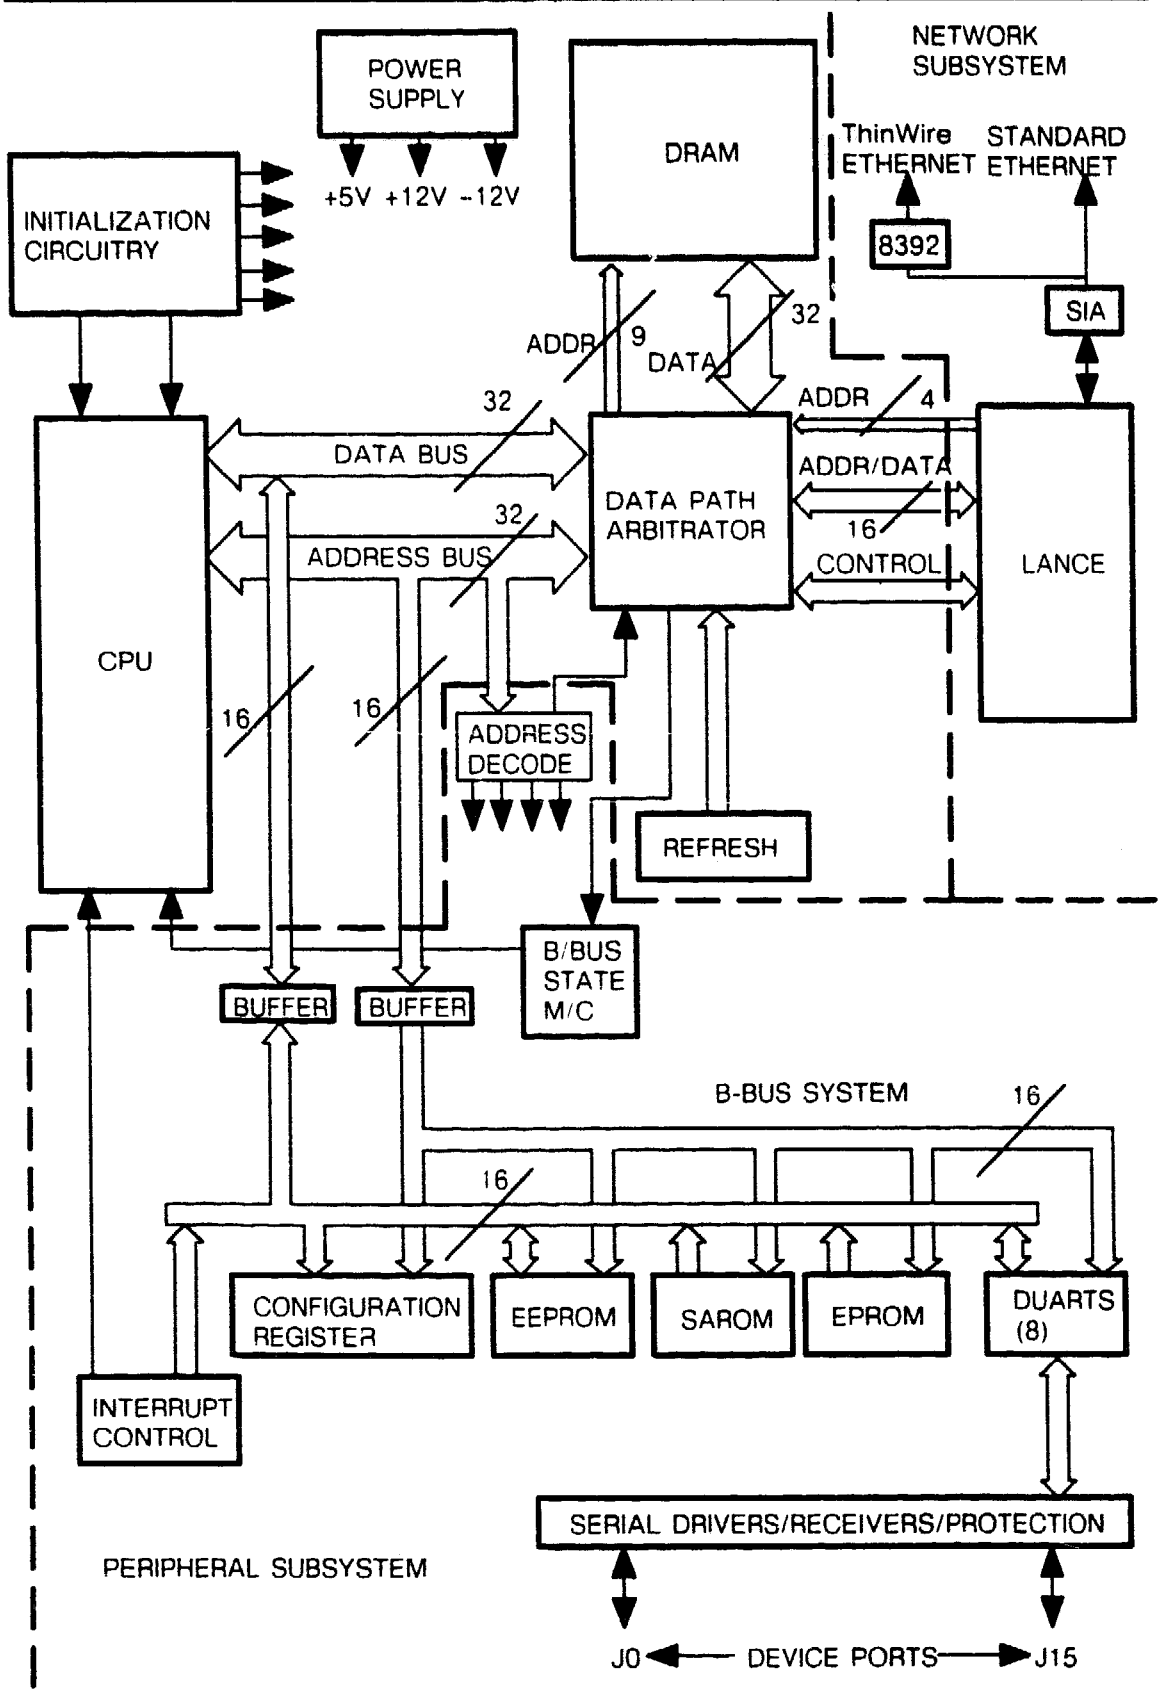 NETWORK
SUBSYSTEM
POWER
SUPPLY
+5V +12V --12V
DRAM
ThinWire
ETHERNET
STANDARD
ETHERNET
8392
SIA
INITIALIZATION
CIRCUITRY
ADDR
9
DATA
32
32
DATA BUS
32
ADDRESS BUS
ADDR
4
ADDR/DATA
16
CONTROL
DATA PATH
ARBITRATOR
LANCE
CPU
16
16
ADDRESS
DECODE
REFRESH
B/BUS
STATE
M/C
BUFFER
BUFFER
B-BUS SYSTEM
16
16
CONFIGURATION
REGISTER
EEPROM
SAROM
EPROM
DUARTS
(8)
INTERRUPT
CONTROL
SERIAL DRIVERS/RECEIVERS/PROTECTION
PERIPHERAL SUBSYSTEM
J0
DEVICE PORTS
J15